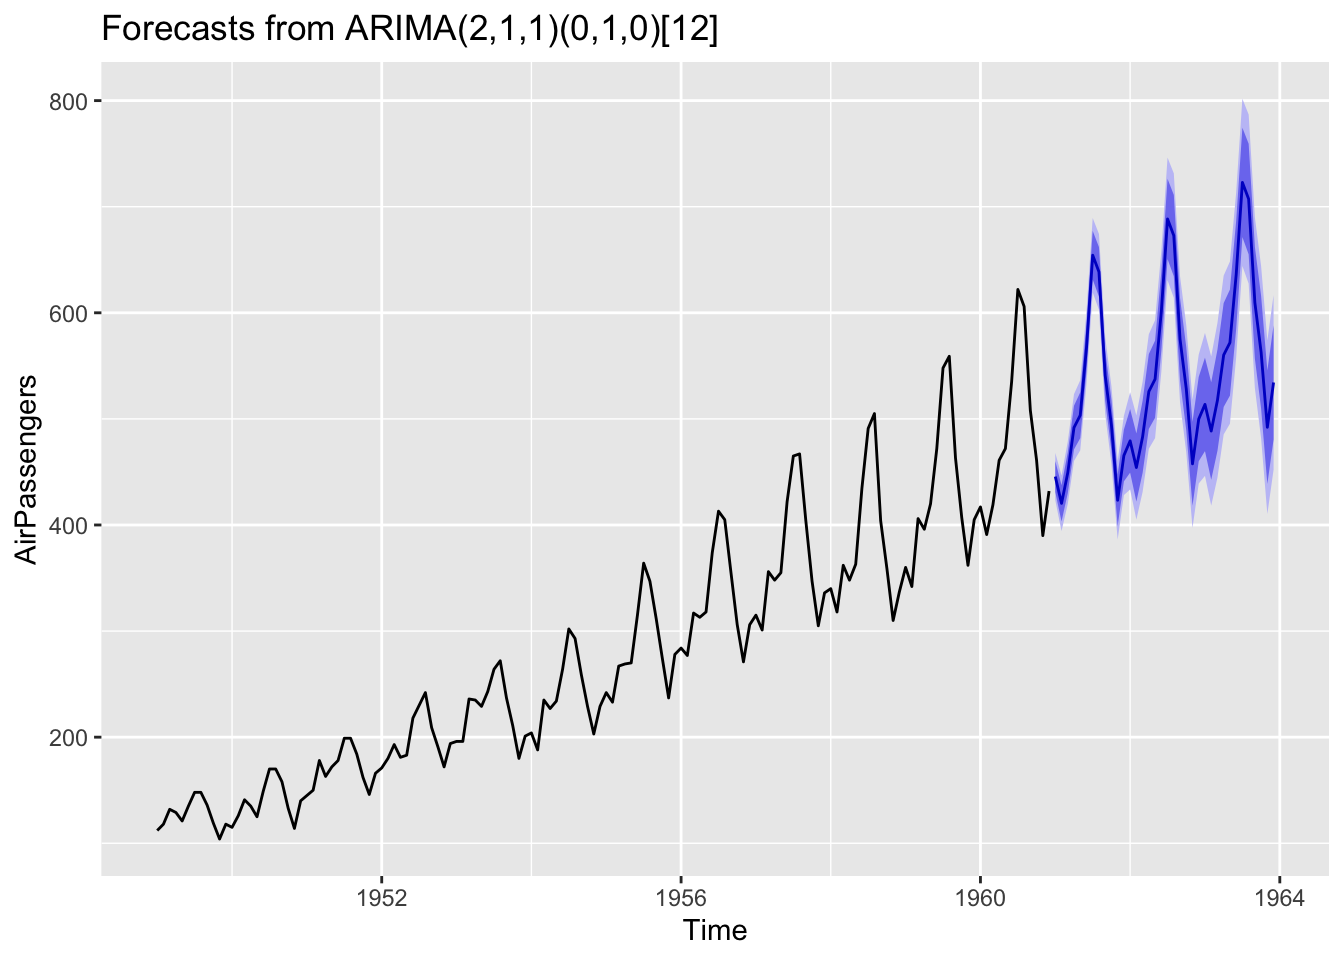 Forecasts from ARIMA(2,1,1)(0,1,0)[12]
800
600
400
200
AirPassengers
1952
1956
1960
1964
Time